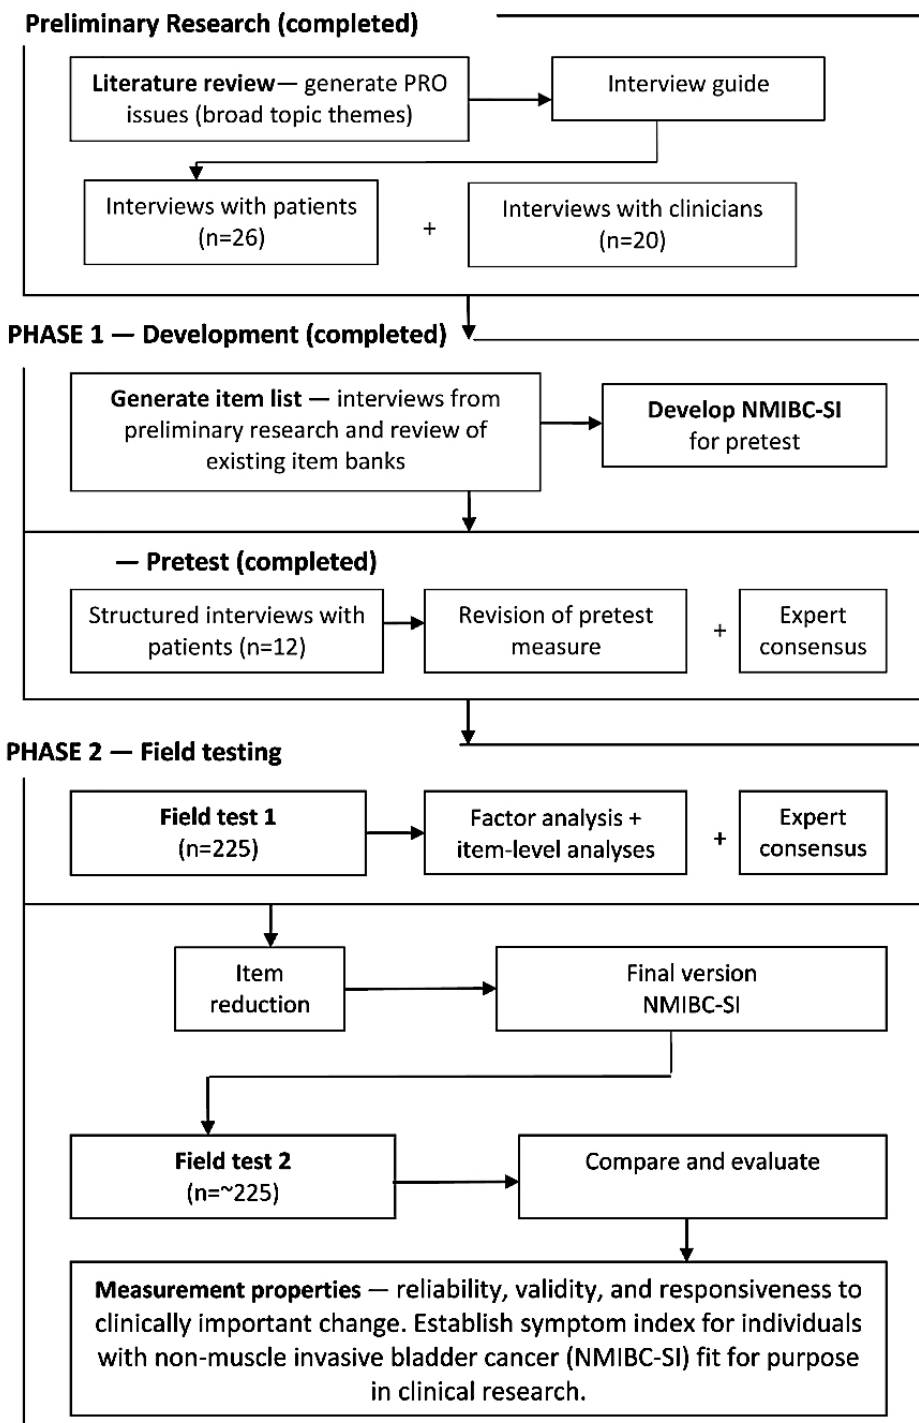 Preliminary Research (completed)
Literature review— generate PRO
issues (broad topic themes)
Interview guide
Interviews with patients
(n=26)
+
Interviews with clinicians
(n=20)
PHASE 1 — Development (completed)
Generate item list — interviews from
preliminary research and review of
existing item banks
Develop NMIBC-SI
for pretest
— Pretest (completed)
Structured interviews with
patients (n=12)
Revision of pretest
measure
+
Expert
consensus
PHASE 2 — Field testing
Field test 1
(n=225)
Factor analysis +
item-level analyses
+
Expert
consensus
Item
reduction
Final version
NMIBC-SI
Field test 2
(n=~225)
Compare and evaluate
Measurement properties — reliability, validity, and responsiveness to
clinically important change. Establish symptom index for individuals
with non-muscle invasive bladder cancer (NMIBC-SI) fit for purpose
in clinical research.